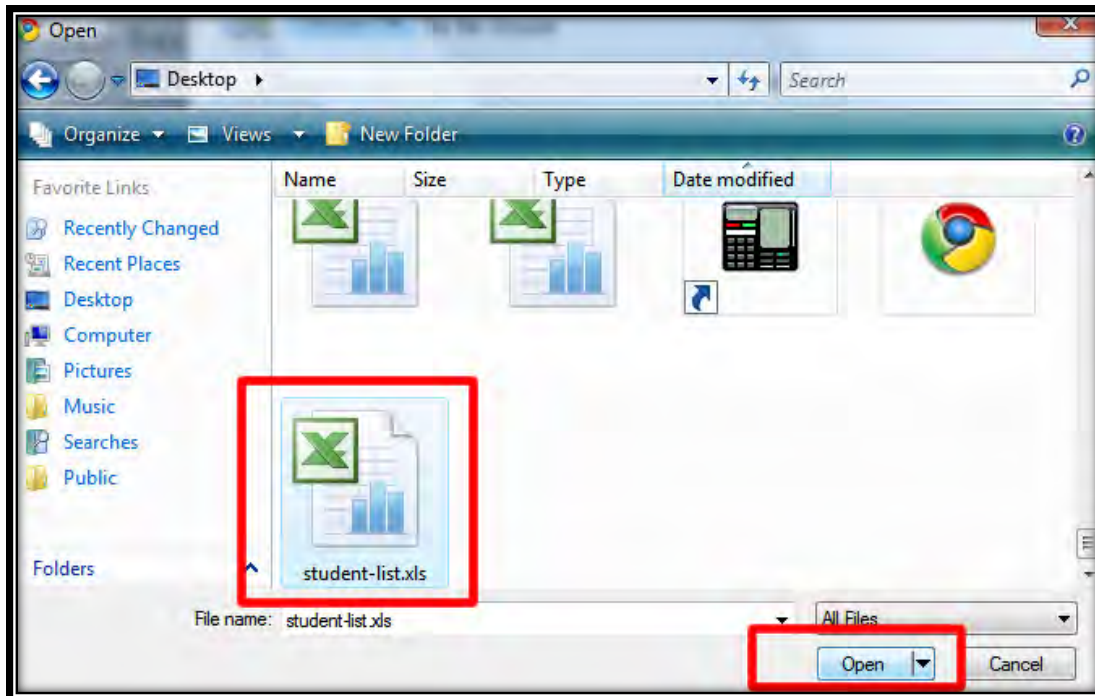 Open
Desktop
Search
Organize Views New Folder
Favorite Links
Name Size Type Date modified
Recently Changed
Recent Places
Desktop
Computer
Pictures
Music
Searches
Public
Folders
student-list.xls
File name: student-list.xls All Files
Open Cancel